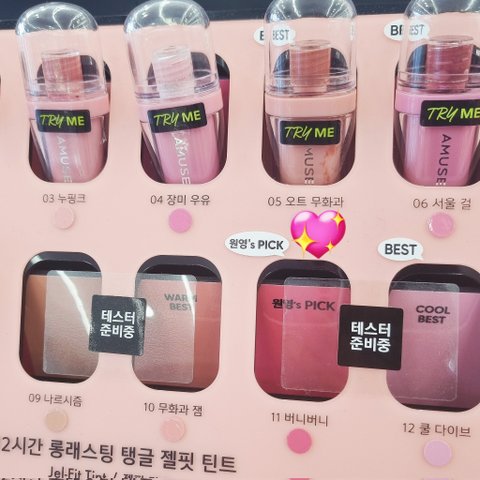 BEST
TRY ME
TRY ME
TRY ME
TRY ME
AMUSE
AMUSE
AMUSE
AMUSE
03 누핑크
04 장미 우유
05 오트 무화과
06 서울 걸
원영's PICK
BEST
WARM
BEST
원영's PICK
COOL
BEST
테스터
준비중
테스터
준비중
09 나르시즘
10 무화과 잼
11 버니버니
12 쿨 다이브
2시간 롱래스팅 탱글 젤핏 틴트
Jel-Fit Tint /